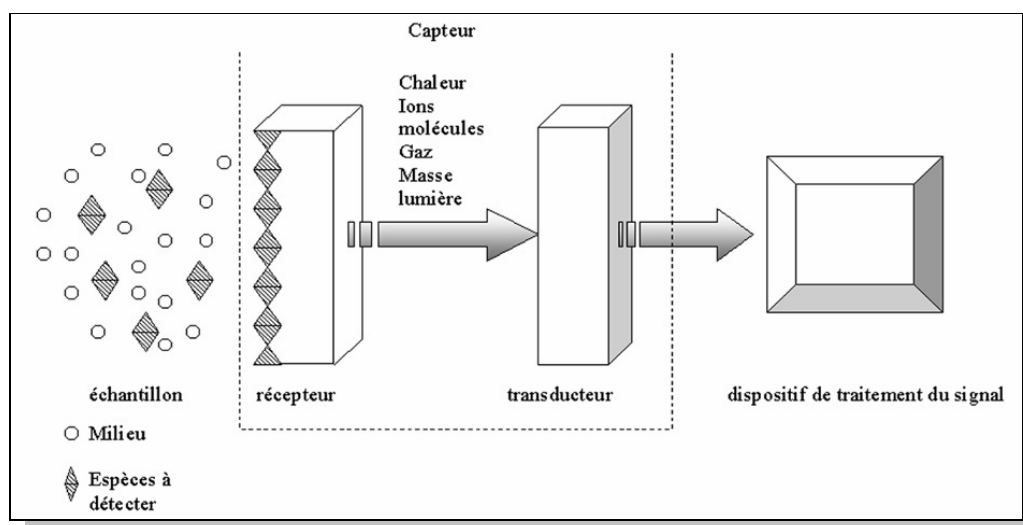 Capteur
Chaleur
Ions
molécules
Gaz
Masse
lumière
échantillon
récepteur
transducteur
dispositif de traitement du signal
Milieu
Espèces à
détecter